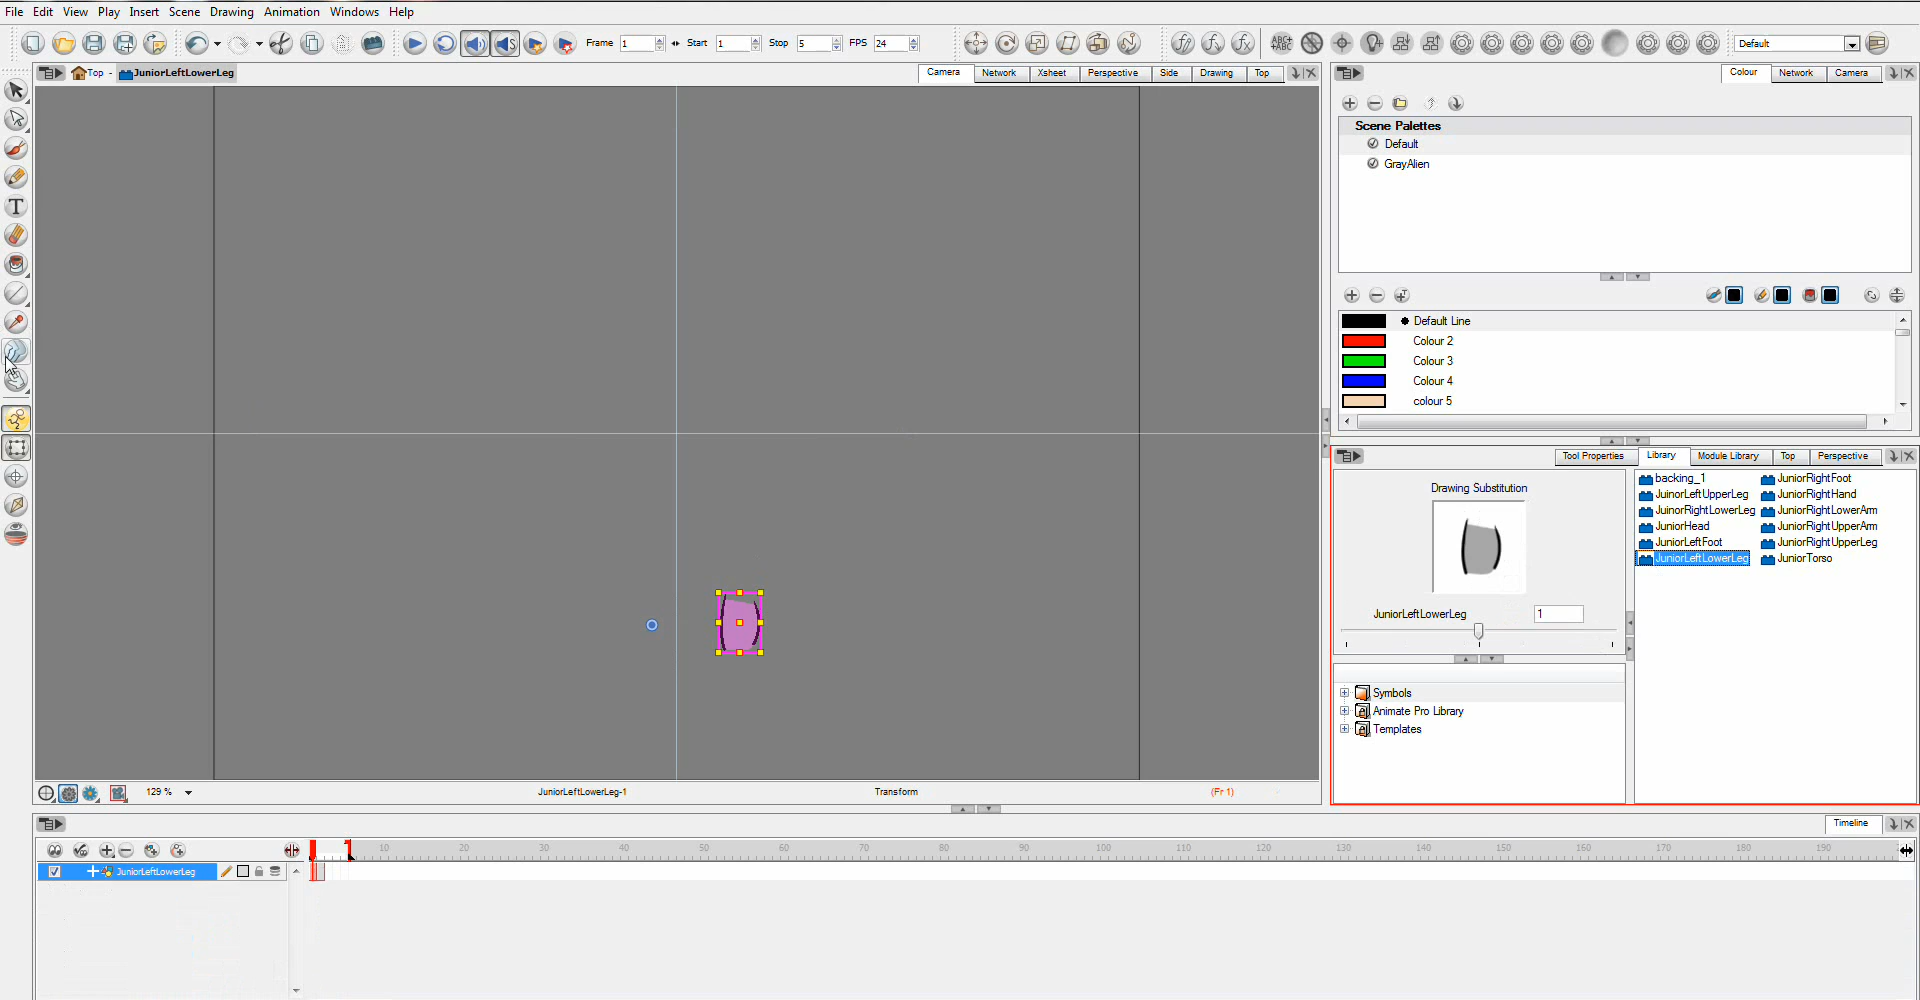 File Edit View Play Insert Scene Drawing Animation Windows Help
Frame 1 Start 1 Stop 5 FPS 24 Default
Top - JuniorLeftLowerLeg
Camera Network Xsheet Perspective Side Drawing Top
Colour Network Camera
Scene Palettes
Default
GrayAlien
T
Default Line
Colour 2
Colour 3
Colour 4
colour 5
Tool Properties Library Module Library Top Perspective
Drawing Substitution
JuniorLeftLowerLeg 1
Symbols
Animate Pro Library
Templates
backing_1
JuinorLeftUpperLeg
JuinorRightLowerLeg
JuniorHead
JuniorLeftFoot
JuniorLeftLowerLeg
JuniorRightFoot
JuniorRightHand
JuniorRightLowerArm
JuniorRightUpperArm
JuniorRightUpperLeg
JuniorTorso
129 % JuniorLeftLowerLeg-1 Transform (Fr 1)
Timeline
10 20 30 40 50 60 70 80 90 100 110 120 130 140 150 160 170 180 190
JuniorLeftLowerLeg